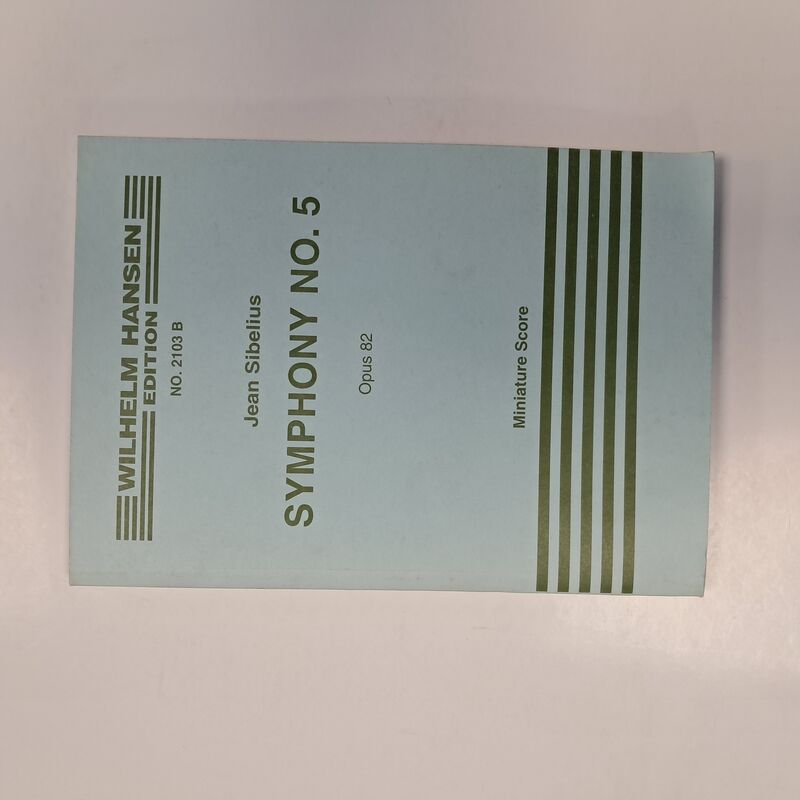 WILHELM HANSEN
EDITION
NO. 2103 B
Jean Sibelius
SYMPHONY NO. 5
Opus 82
Miniature Score